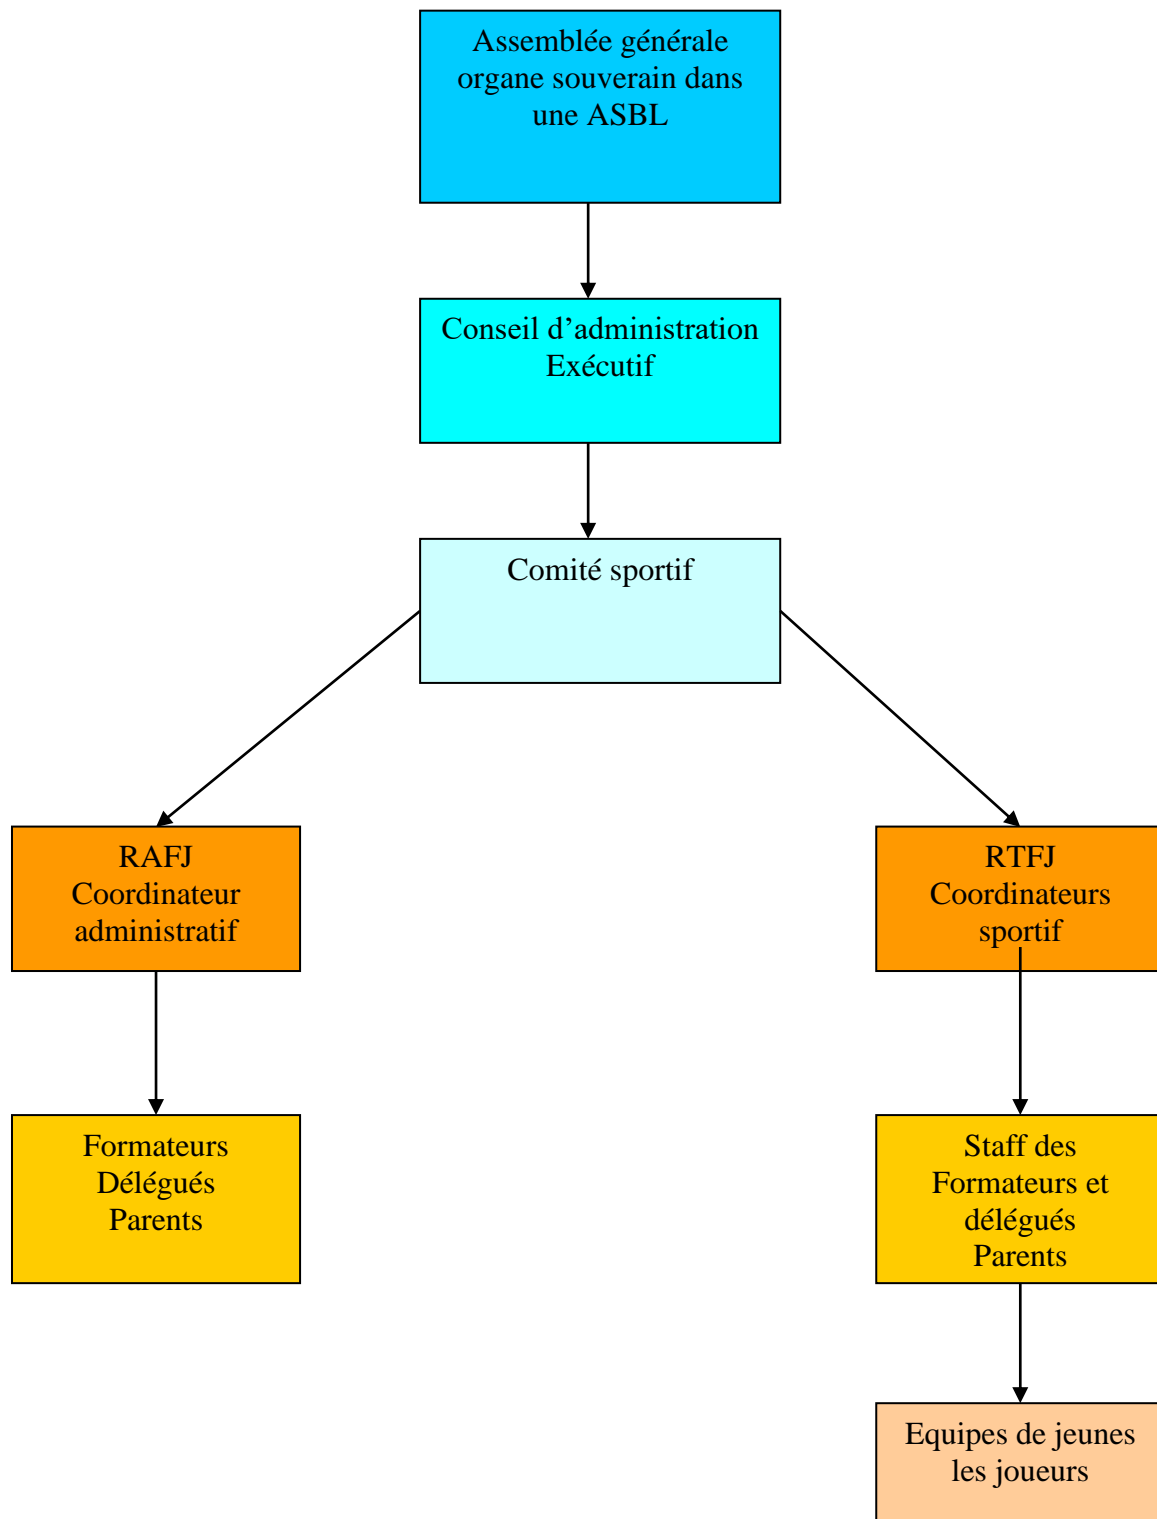 Assemblée générale
organe souverain dans
une ASBL
Conseil d’administration
Exécutif
Comité sportif
RAFJ
Coordinateur
administratif
RTFJ
Coordinateurs
sportif
Formateurs
Délégués
Parents
Staff des
Formateurs et
délégués
Parents
Equipes de jeunes
les joueurs